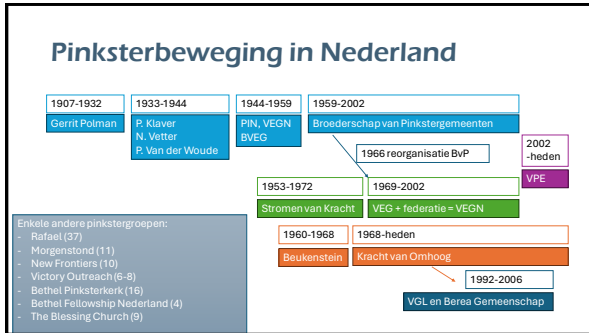 Pinksterbeweging in Nederland
1907-1932
Gerrit Polman
1933-1944
P. Klaver
N. Vetter
P. Van der Woude
1944-1959
PIN, VEGN
BVEG
1959-2002
Broederschap van Pinkstergemeenten
1966 reorganisatie BvP
2002
-heden
VPE
1953-1972
Stromen van Kracht
1969-2002
VEG + federatie = VEGN
1960-1968
Beukenstein
1968-heden
Kracht van Omhoog
1992-2006
VGL en Berea Gemeenschap
Enkele andere pinkstergroepen:
- Rafael (37)
- Morgenstond (11)
- New Frontiers (10)
- Victory Outreach (6-8)
- Bethel Pinksterkerk (16)
- Bethel Fellowship Nederland (4)
- The Blessing Church (9)